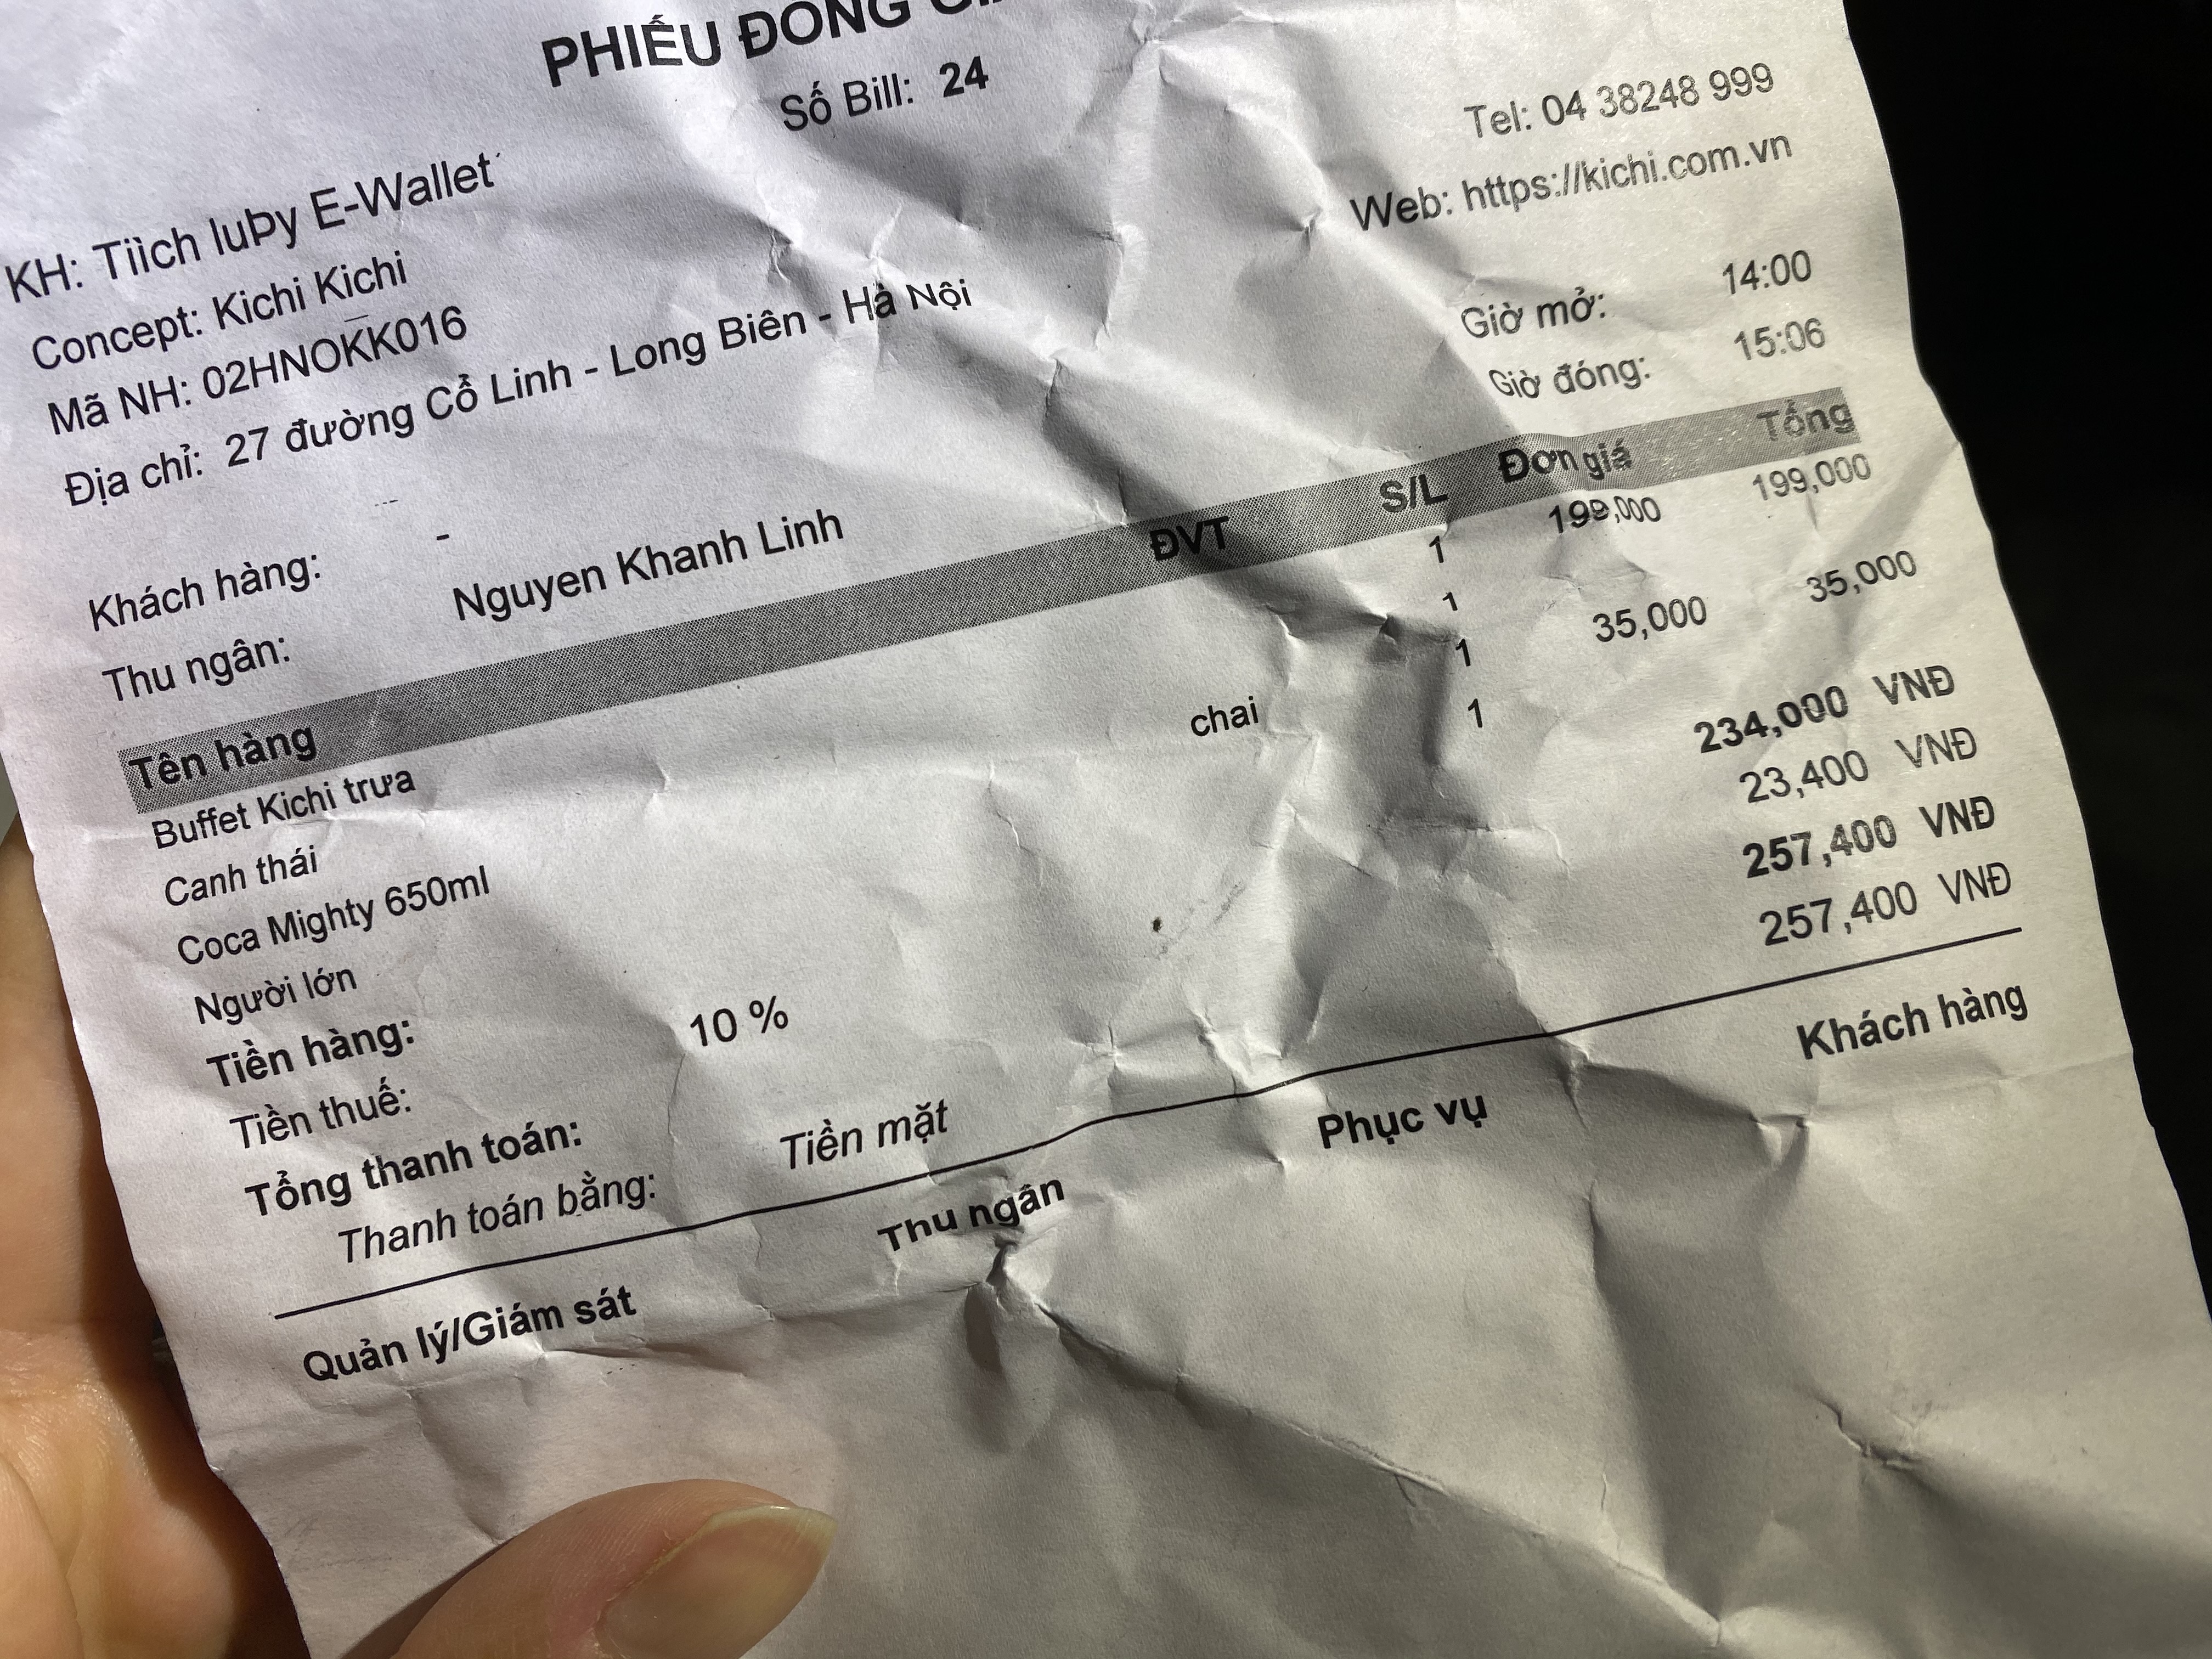 PHIẾU ĐÓNG
Số Bill: 24
Tel: 04 38248 999
Web: https://kichi.com.vn
KH: Tiìch luÞy E-Wallet
Concept: Kichi Kichi
Mã NH: 02HNOKK016
Địa chỉ: 27 đường Cổ Linh - Long Biên - Hà Nội
Giờ mở: 14:00
Giờ đóng: 15:06
Khách hàng: -
Thu ngân: Nguyen Khanh Linh
Tên hàng ĐVT S/L Đơn giá Tổng
Buffet Kichi trưa 1 199,000 199,000
Canh thái 1
Coca Mighty 650ml chai 1 35,000 35,000
Người lớn 1
Tiền hàng: 234,000 VNĐ
Tiền thuế: 10 % 23,400 VNĐ
Tổng thanh toán: 257,400 VNĐ
Thanh toán bằng: Tiền mặt 257,400 VNĐ
Quản lý/Giám sát Thu ngân Phục vụ Khách hàng